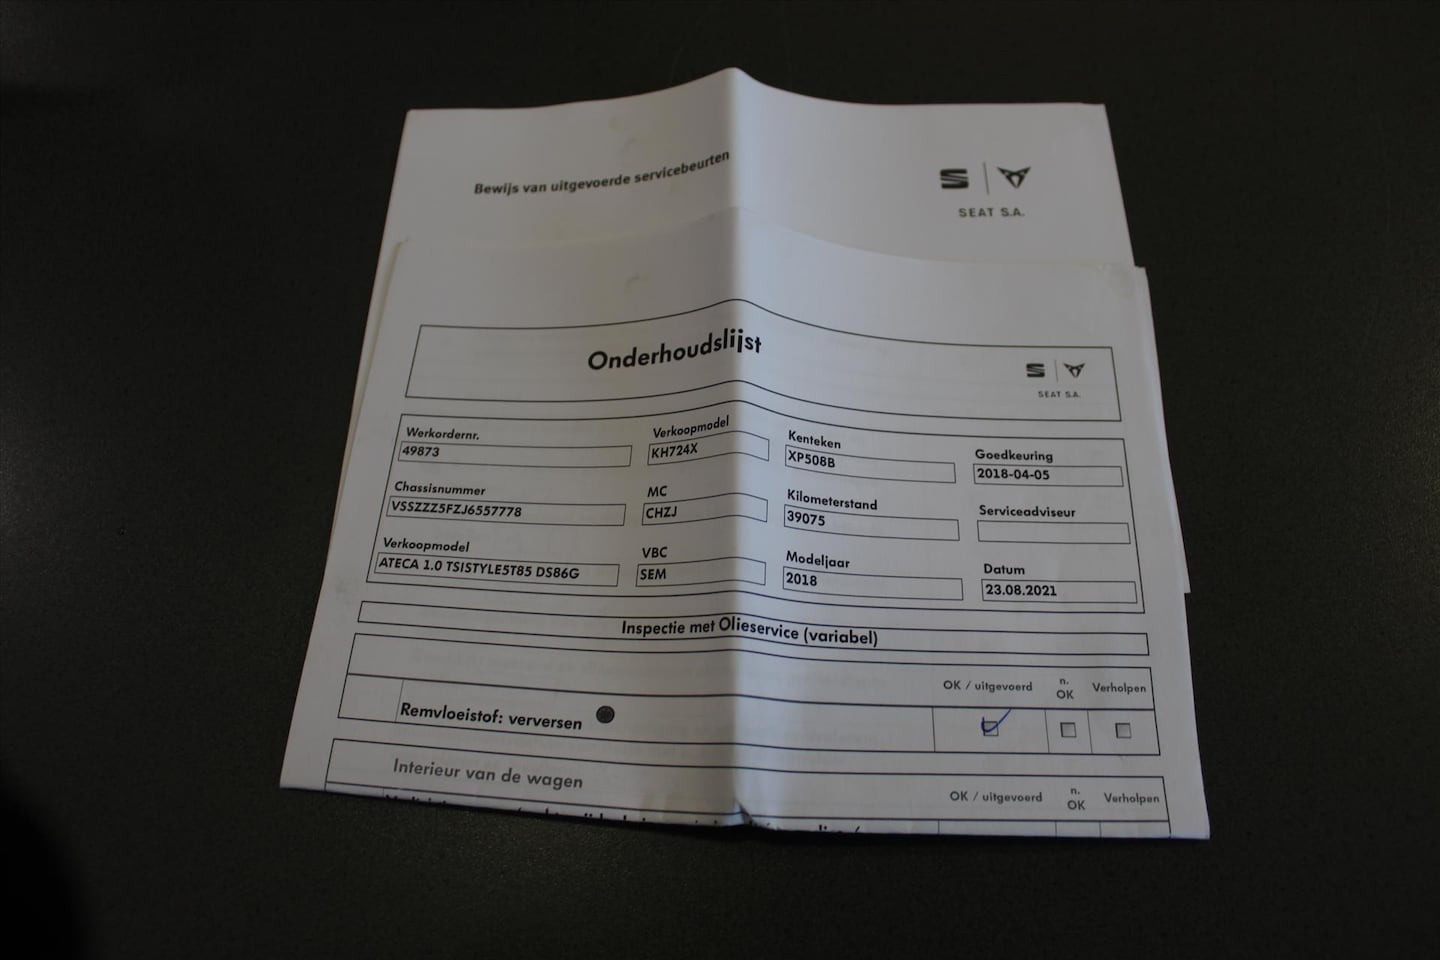 Bewijs van uitgevoerde servicebeurten
SEAT S.A.
Onderhoudslijst
SEAT S.A.
Werkordernr.
49873
Verkoopmodel
KH724X
Kenteken
XP508B
Goedkeuring
2018-04-05
Chassisnummer
VSSZZZ5FZJ6557778
MC
CHZJ
Kilometerstand
39075
Serviceadviseur
Verkoopmodel
ATECA 1.0 TSISTYLE5T85 DS86G
VBC
SEM
Modeljaar
2018
Datum
23.08.2021
Inspectie met Olieservice (variabel)
OK / uitgevoerd n. OK Verholpen
Remvloeistof: verversen
Interieur van de wagen
OK / uitgevoerd n. OK Verholpen